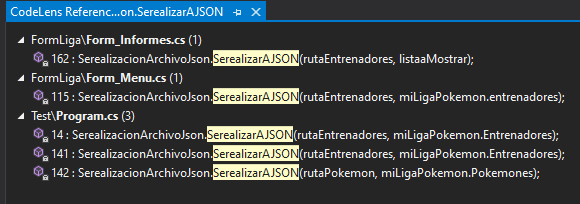 CodeLens Referenc...on.SerealizarAJSON
FormLiga\Form_Informes.cs (1)
162 : SerealizacionArchivoJson.SerealizarAJSON(rutaEntrenadores, listaaMostrar);
FormLiga\Form_Menu.cs (1)
115 : SerealizacionArchivoJson.SerealizarAJSON(rutaEntrenadores, miLigaPokemon.entrenadores);
Test\Program.cs (3)
14 : SerealizacionArchivoJson.SerealizarAJSON(rutaEntrenadores, miLigaPokemon.Entrenadores);
141 : SerealizacionArchivoJson.SerealizarAJSON(rutaEntrenadores, miLigaPokemon.Entrenadores);
142 : SerealizacionArchivoJson.SerealizarAJSON(rutaPokemon, miLigaPokemon.Pokemones);